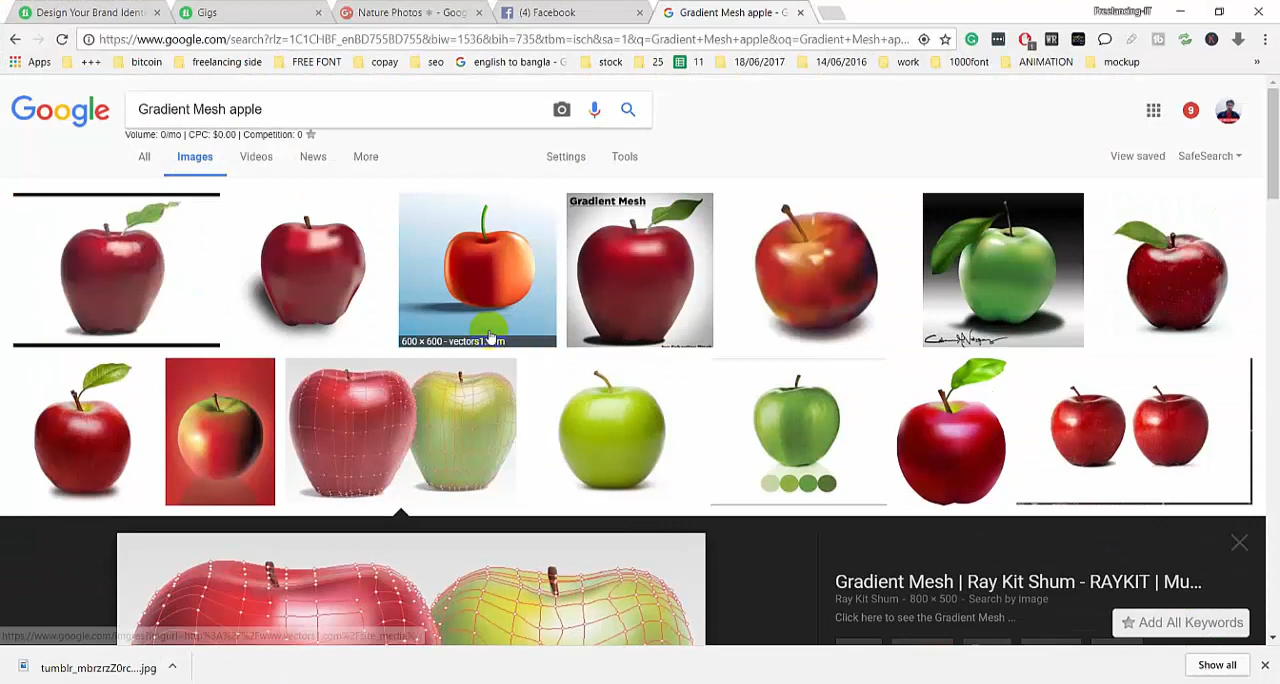 Design Your Brand Identi
Gigs
Nature Photos ✳ - Goog
(4) Facebook
Gradient Mesh apple - G
Freelancing-IT
https://www.google.com/search?rlz=1C1CHBF_enBD755BD755&biw=1536&bih=735&tbm=isch&sa=1&q=Gradient+Mesh+apple&oq=Gradient+Mesh+ap...
Apps
+++
bitcoin
freelancing side
FREE FONT
copay
seo
english to bangla - G
stock
25
11
18/06/2017
14/06/2016
work
1000font
ANIMATION
mockup
»
Google
Gradient Mesh apple
9
Volume: 0/mo | CPC: $0.00 | Competition: 0
All
Images
Videos
News
More
Settings
Tools
View saved
SafeSearch
Gradient Mesh
600 × 600 - vectors1.
Gradient Mesh | Ray Kit Shum - RAYKIT | Mu...
Ray Kit Shum - 800 × 500 - Search by image
Click here to see the Gradient Mesh ...
Add All Keywords
tumblr_mbrzrzZ0rc....jpg
Show all